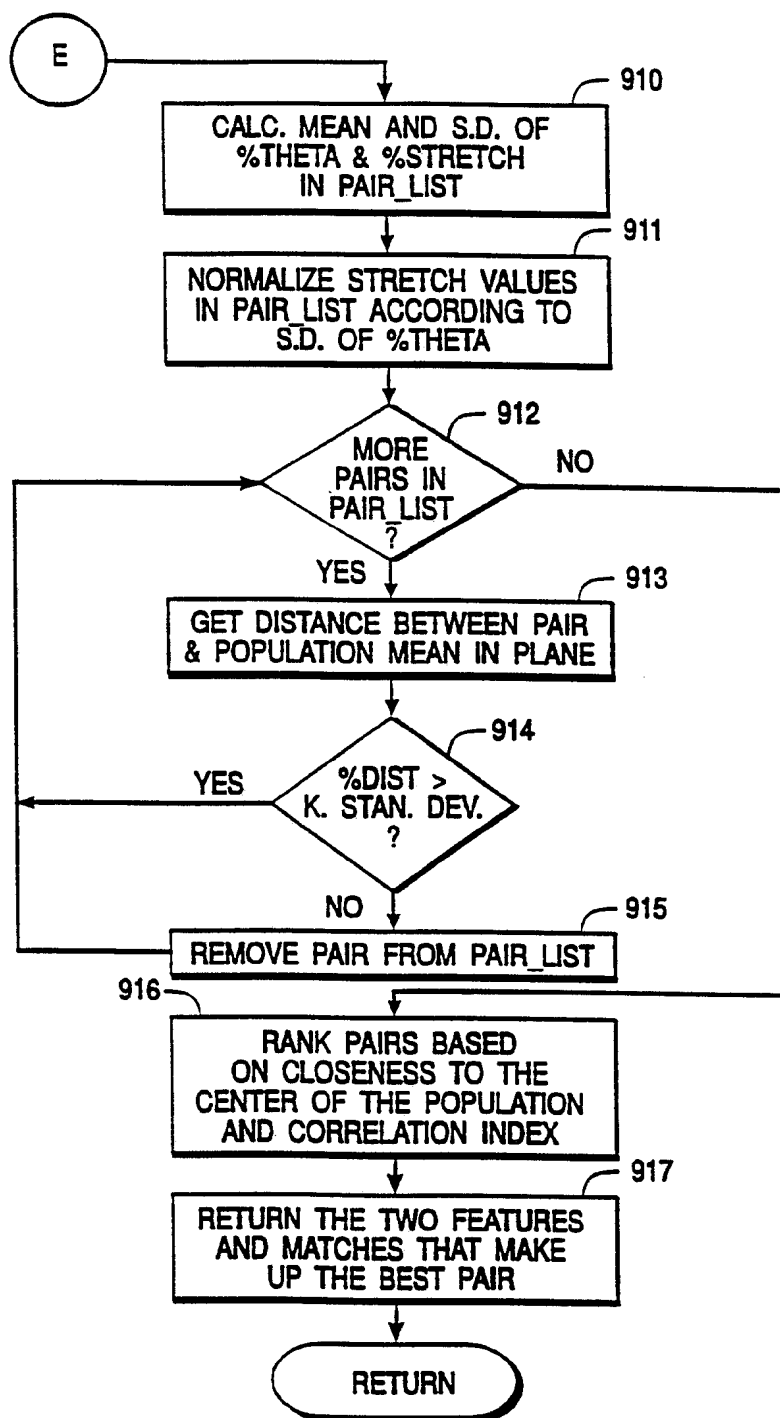 E
910
CALC. MEAN AND S.D. OF
%THETA & %STRETCH
IN PAIR_LIST
911
NORMALIZE STRETCH VALUES
IN PAIR_LIST ACCORDING TO
S.D. OF %THETA
912
MORE
PAIRS IN
PAIR_LIST
?
NO
YES
913
GET DISTANCE BETWEEN PAIR
& POPULATION MEAN IN PLANE
914
%DIST >
K. STAN. DEV.
?
YES
NO
915
REMOVE PAIR FROM PAIR_LIST
916
RANK PAIRS BASED
ON CLOSENESS TO THE
CENTER OF THE POPULATION
AND CORRELATION INDEX
917
RETURN THE TWO FEATURES
AND MATCHES THAT MAKE
UP THE BEST PAIR
RETURN